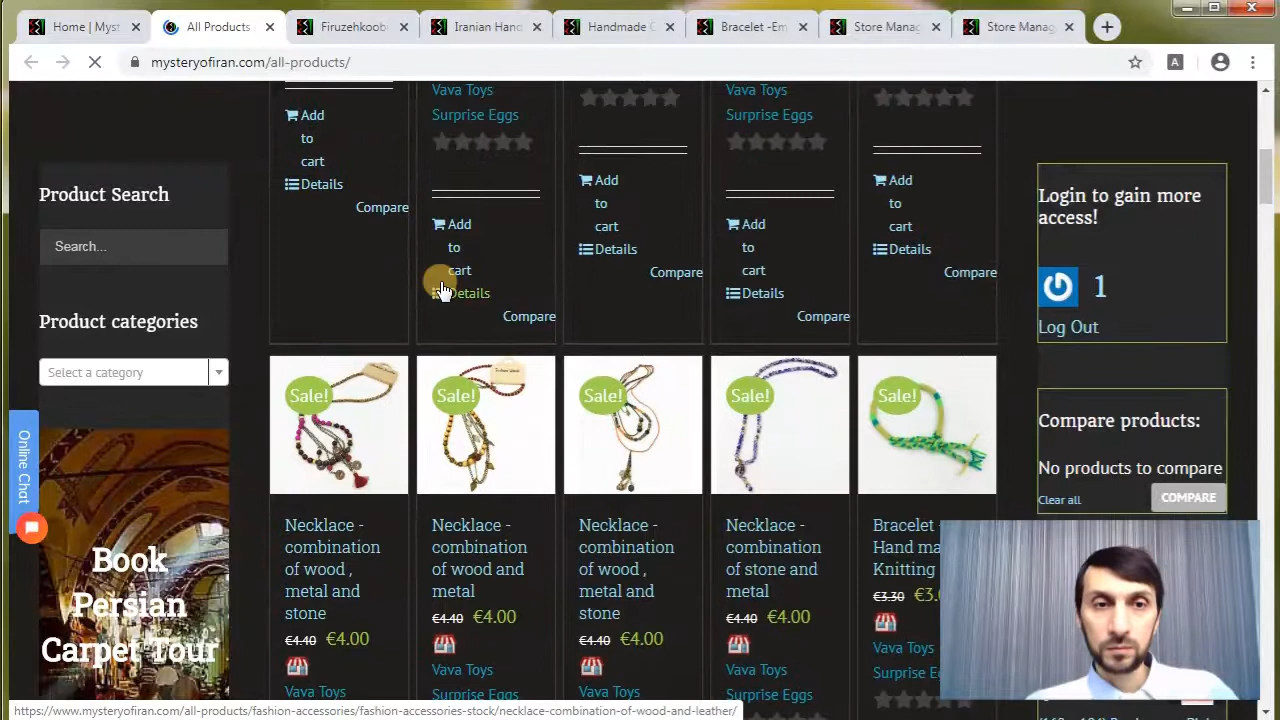 Home | Myst
All Products
Firuzehkoob
Iranian Hand
Handmade C
Bracelet -Em
Store Manag
Store Manag
mysteryofiran.com/all-products/
A
Product Search
Search...
Product categories
Select a category
Online Chat
Book
Persian
Carpet Tour
Add
to
cart
Details
Compare
Vava Toys
Surprise Eggs
Add
to
cart
Details
Compare
Add
to
cart
Details
Compare
Vava Toys
Surprise Eggs
Add
to
cart
Details
Compare
Add
to
cart
Details
Compare
Sale!
Necklace -
combination
of wood ,
metal and
stone
€4.40 €4.00
Vava Toys
Sale!
Necklace -
combination
of wood and
metal
€4.40 €4.00
Vava Toys
Surprise Eggs
Sale!
Necklace -
combination
of wood ,
metal and
stone
€4.40 €4.00
Vava Toys
Sale!
Necklace -
combination
of stone and
metal
€4.40 €4.00
Vava Toys
Surprise Eggs
Sale!
Bracelet
Hand ma
Knitting
€3.30 €3.
Vava Toys
Surprise
Login to gain more
access!
1
Log Out
Compare products:
No products to compare
Clear all
COMPARE
https://www.mysteryofiran.com/all-products/fashion-accessories/fashion-accessories-stock/necklace-combination-of-wood-and-leather/